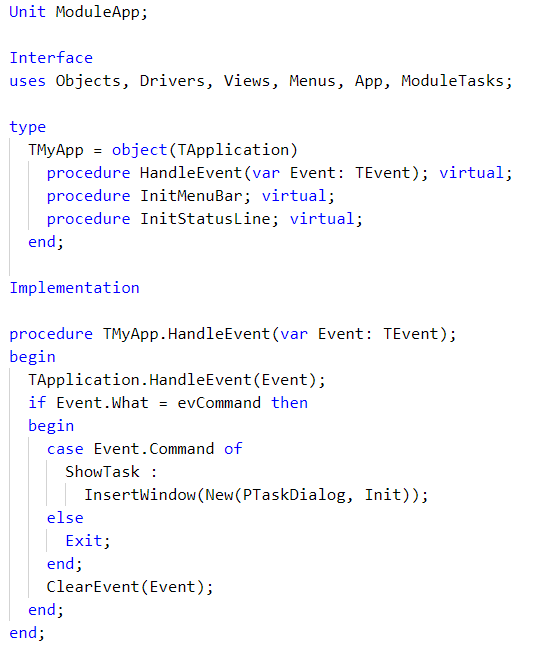 Unit ModuleApp;
Interface
uses Objects, Drivers, Views, Menus, App, ModuleTasks;
type
TMyApp = object(TApplication)
procedure HandleEvent(var Event: TEvent); virtual;
procedure InitMenuBar; virtual;
procedure InitStatusLine; virtual;
end;
Implementation
procedure TMyApp.HandleEvent(var Event: TEvent);
begin
TApplication.HandleEvent(Event);
if Event.What = evCommand then
begin
case Event.Command of
ShowTask :
InsertWindow(New(PTaskDialog, Init));
else
Exit;
end;
ClearEvent(Event);
end;
end;